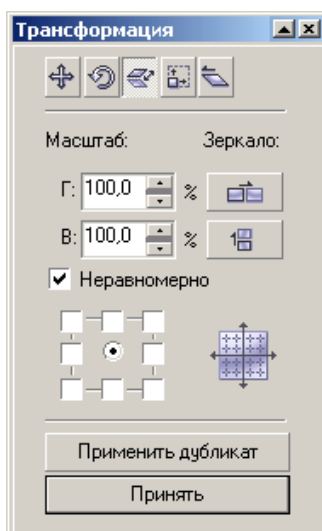 Трансформация
Масштаб: Зеркало:
Г: 100,0 %
В: 100,0 %
Неравномерно
Применить дубликат
Принять